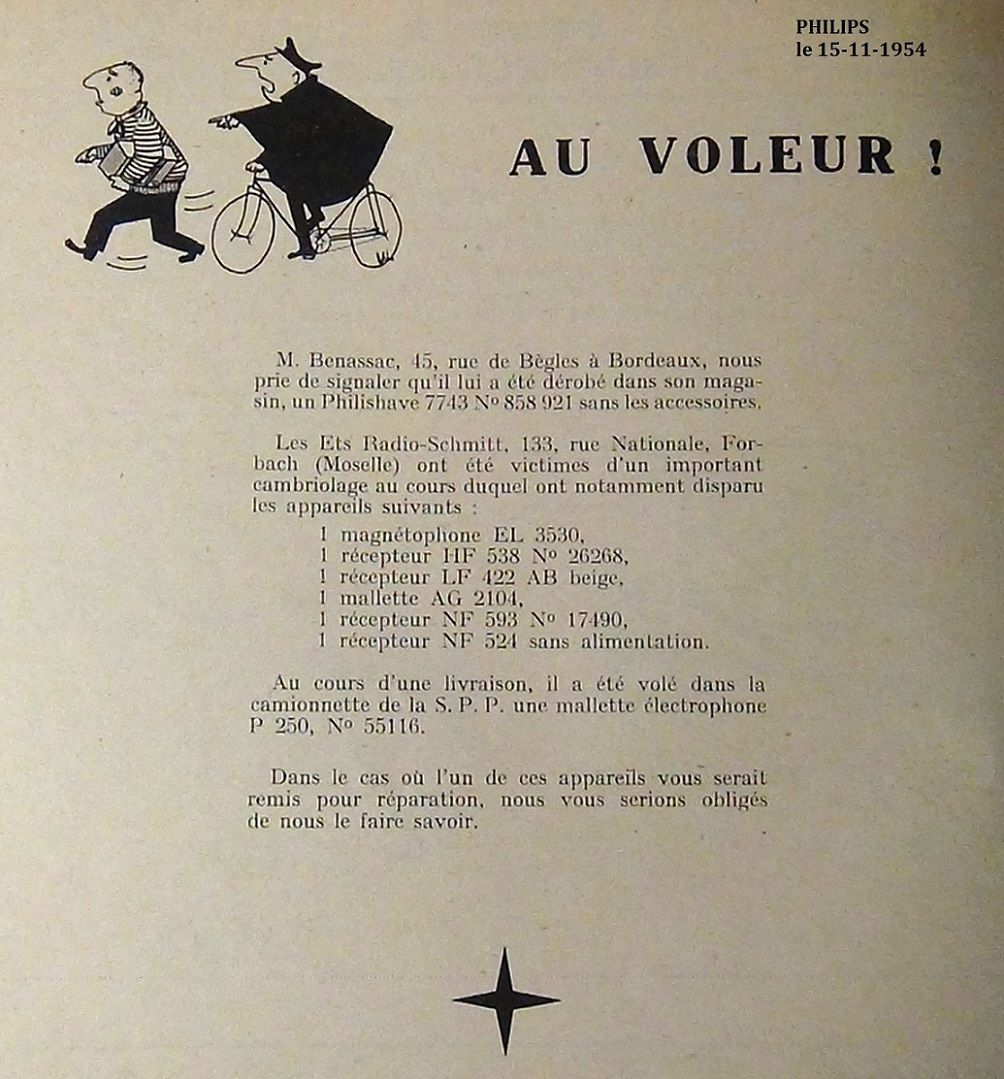 PHILIPS
le 15-11-1954
AU VOLEUR !
M. Benassac, 45, rue de Bègles à Bordeaux, nous
prie de signaler qu'il lui a été dérobé dans son maga-
sin, un Philishave 7743 Nº 858 921 sans les accessoires.
Les Ets Radio-Schmitt, 133, rue Nationale, For-
bach (Moselle) ont été victimes d'un important
cambriolage au cours duquel ont notamment disparu
les appareils suivants :
1 magnétophone EL 3530,
1 récepteur HF 538 Nº 26268,
1 récepteur LF 422 AB beige,
1 mallette AG 2104,
1 récepteur NF 593 Nº 17490,
1 récepteur NF 524 sans alimentation.
Au cours d'une livraison, il a été volé dans la
camionnette de la S. P. P. une mallette électrophone
P 250, Nº 55116.
Dans le cas où l'un de ces appareils vous serait
remis pour réparation, nous vous serions obligés
de nous le faire savoir.